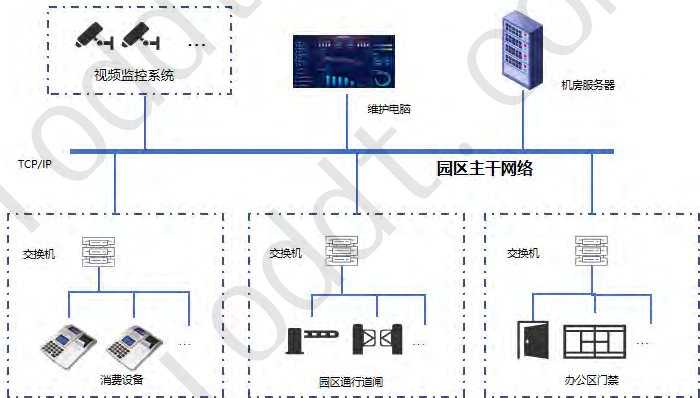 视频监控系统
...
维护电脑
机房服务器
TCP/IP
园区主干网络
交换机
交换机
交换机
...
...
...
消费设备
园区通行道闸
办公区门禁